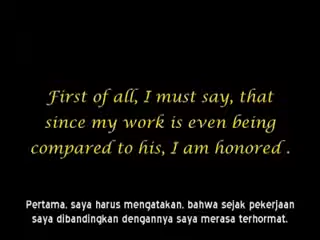 First of all, I must say, that
since my work is even being
compared to his, I am honored .
Pertama, saya harus mengatakan, bahwa sejak pekerjaan
saya dibandingkan dengannya saya merasa terhormat.